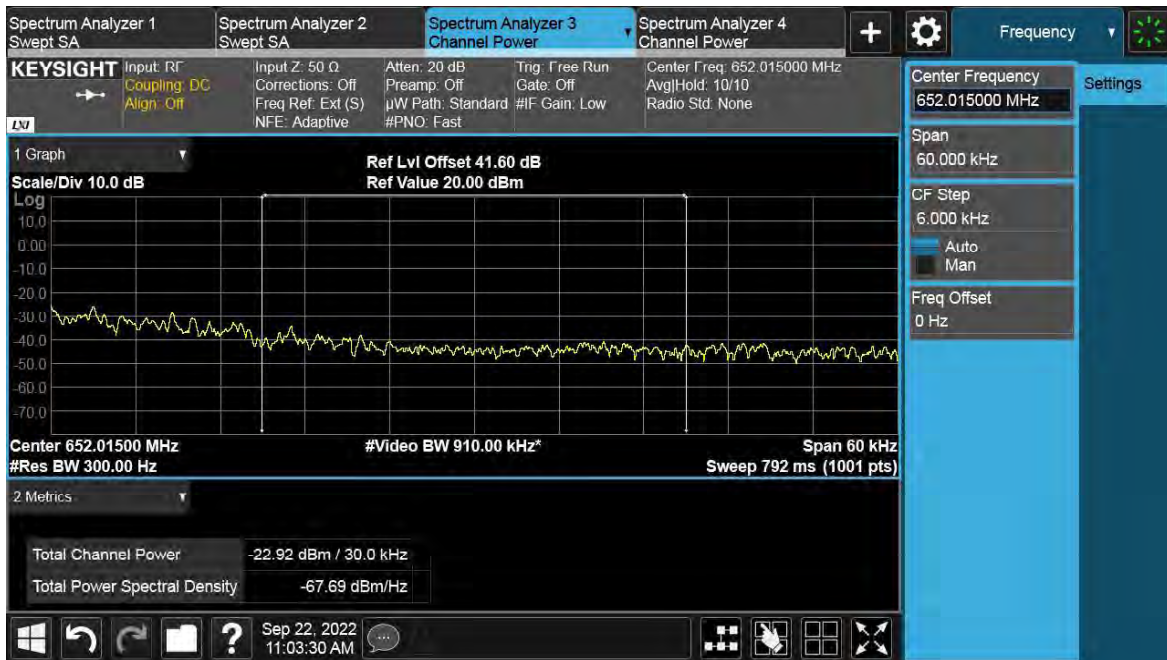 Spectrum Analyzer 1
Swept SA
Spectrum Analyzer 2
Swept SA
Spectrum Analyzer 3
Channel Power
Spectrum Analyzer 4
Channel Power
+
Frequency
KEYSIGHT
LXI
Input: RF
Coupling: DC
Align: Off
Input Z: 50 Ω
Corrections: Off
Freq Ref: Ext (S)
NFE: Adaptive
Atten: 20 dB
Preamp: Off
µW Path: Standard
#PNO: Fast
Trig: Free Run
Gate: Off
#IF Gain: Low
Center Freq: 652.015000 MHz
Avg|Hold: 10/10
Radio Std: None
Center Frequency
652.015000 MHz
Settings
Span
60.000 kHz
CF Step
6.000 kHz
Auto
Man
Freq Offset
0 Hz
1 Graph
Scale/Div 10.0 dB
Ref Lvl Offset 41.60 dB
Ref Value 20.00 dBm
Log
10.0
0.00
-10.0
-20.0
-30.0
-40.0
-50.0
-60.0
-70.0
Center 652.01500 MHz
#Res BW 300.00 Hz
#Video BW 910.00 kHz*
Span 60 kHz
Sweep 792 ms (1001 pts)
2 Metrics
Total Channel Power -22.92 dBm / 30.0 kHz
Total Power Spectral Density -67.69 dBm/Hz
?
Sep 22, 2022
11:03:30 AM